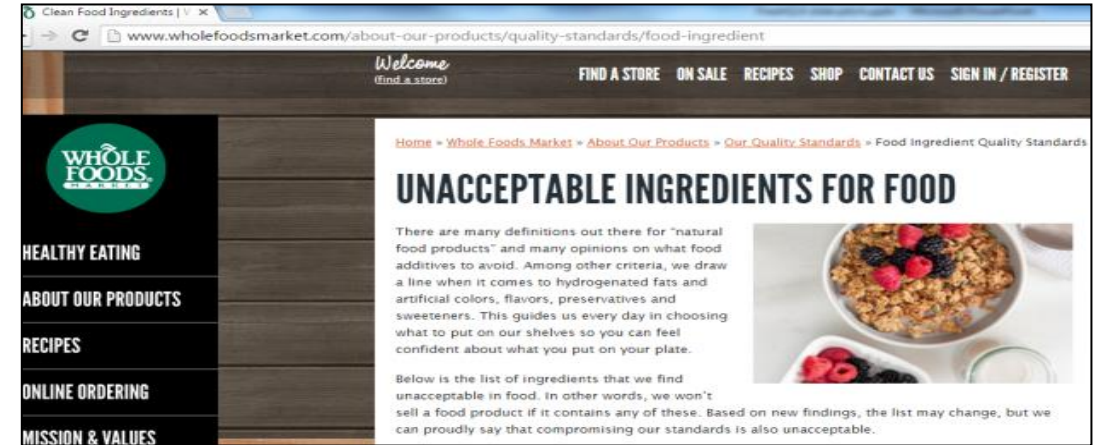 Clean Food Ingredients | V
www.wholefoodsmarket.com/about-our-products/quality-standards/food-ingredient
Welcome
(find a store)
FIND A STORE ON SALE RECIPES SHOP CONTACT US SIGN IN / REGISTER
WHOLE
FOODS
MARKET
HEALTHY EATING
ABOUT OUR PRODUCTS
RECIPES
ONLINE ORDERING
MISSION & VALUES
Home » Whole Foods Market » About Our Products » Our Quality Standards » Food Ingredient Quality Standards
UNACCEPTABLE INGREDIENTS FOR FOOD
There are many definitions out there for "natural
food products" and many opinions on what food
additives to avoid. Among other criteria, we draw
a line when it comes to hydrogenated fats and
artificial colors, flavors, preservatives and
sweeteners. This guides us every day in choosing
what to put on our shelves so you can feel
confident about what you put on your plate.
Below is the list of ingredients that we find
unacceptable in food. In other words, we won't
sell a food product if it contains any of these. Based on new findings, the list may change, but we
can proudly say that compromising our standards is also unacceptable.